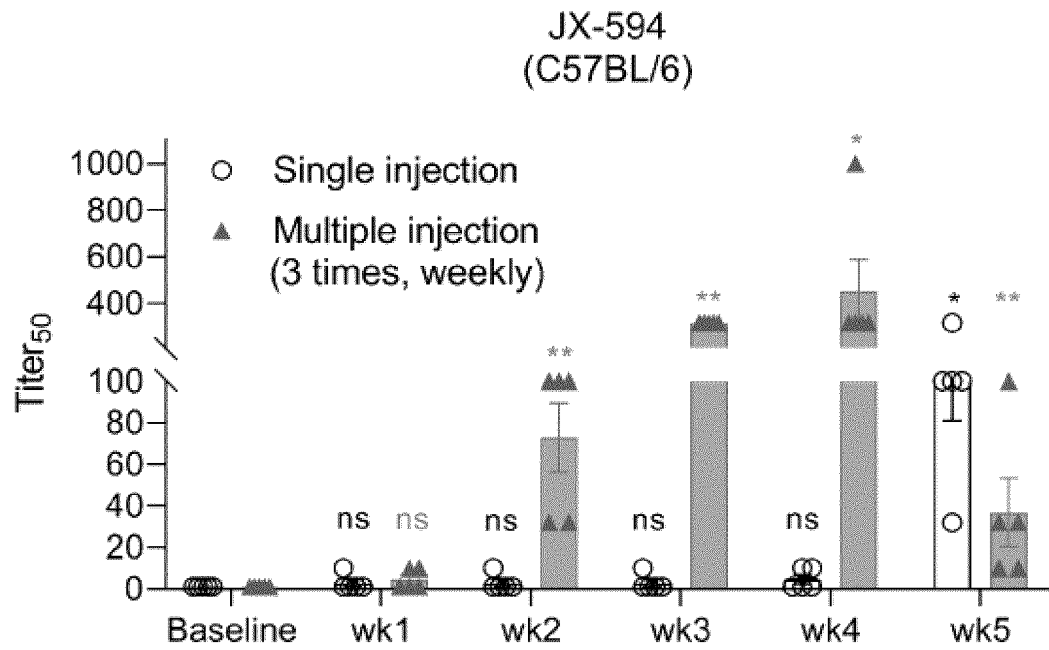 JX-594
(C57BL/6)
1000
800
600
400
100
80
60
40
20
0
Titer50
Single injection
Multiple injection
(3 times, weekly)
ns ns ns ** ns ** ns * * **
Baseline wk1 wk2 wk3 wk4 wk5